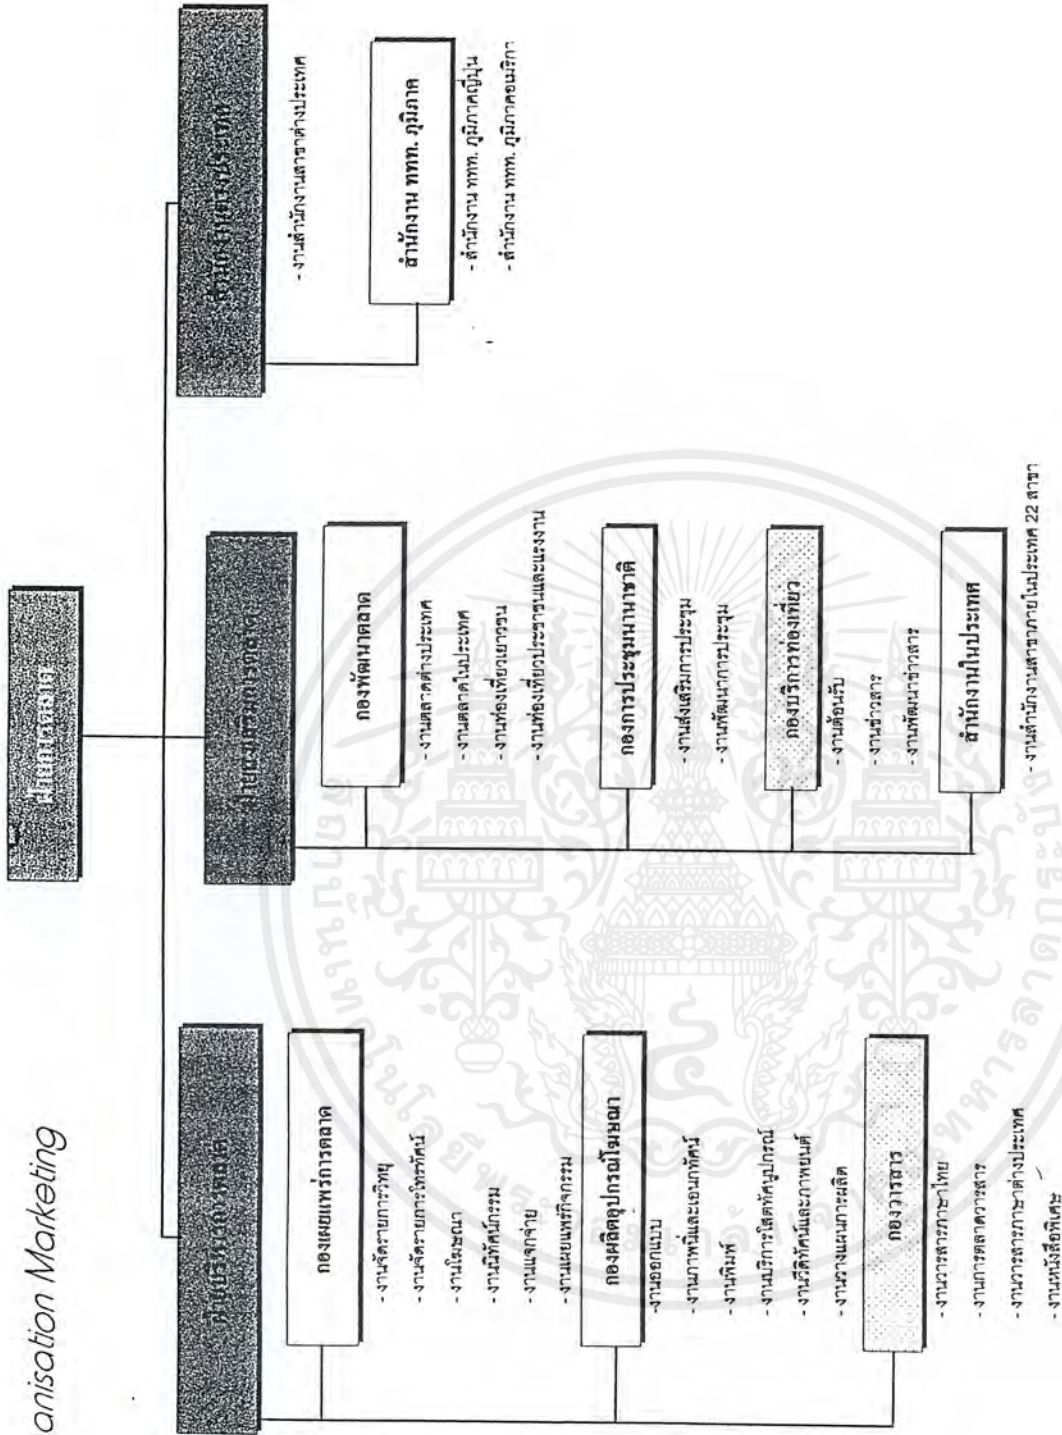 anisation Marketing
ฝ่ายการตลาด
ฝ่ายบริหารการตลาด
กองเผยแพร่การตลาด
- งานจัดรายการวิทยุ
- งานจัดรายการโทรทัศน์
- งานโฆษณา
- งานนิทัศน์กรรม
- งานแจกจ่าย
- งานเผยแพร่กิจกรรม
กองผลิตอุปกรณ์โฆษณา
-งานออกแบบ
- งานภาพนิ่งและเอนกทัศน์
- งานพิมพ์
- งานบริการโสตทัศนูปกรณ์
- งานวีดิทัศน์และภาพยนต์
- งานวางแผนการผลิต
กองวารสาร
- งานวารสารภาษาไทย
- งานการตลาดวารสาร
- งานวารสารภาษาต่างประเทศ
- งานหนังสือพิเศษ
ฝ่ายส่งเสริมการตลาด
กองพัฒนาตลาด
- งานตลาดต่างประเทศ
- งานตลาดในประเทศ
- งานท่องเที่ยวเยาวชน
- งานท่องเที่ยวประชาชนและแรงงาน
กองการประชุมนานาชาติ
- งานส่งเสริมการประชุม
- งานพัฒนาการประชุม
กองบริการท่องเที่ยว
- งานต้อนรับ
- งานข่าวสาร
- งานพัฒนาข่าวสาร
สำนักงานในประเทศ
- งานสำนักงานสาขาภายในประเทศ 22 สาขา
สำนักงานต่างประเทศ
- งานสำนักงานสาขาต่างประเทศ
สำนักงาน ททท. ภูมิภาค
- สำนักงาน ททท. ภูมิภาคญี่ปุ่น
- สำนักงาน ททท. ภูมิภาคอเมริกา